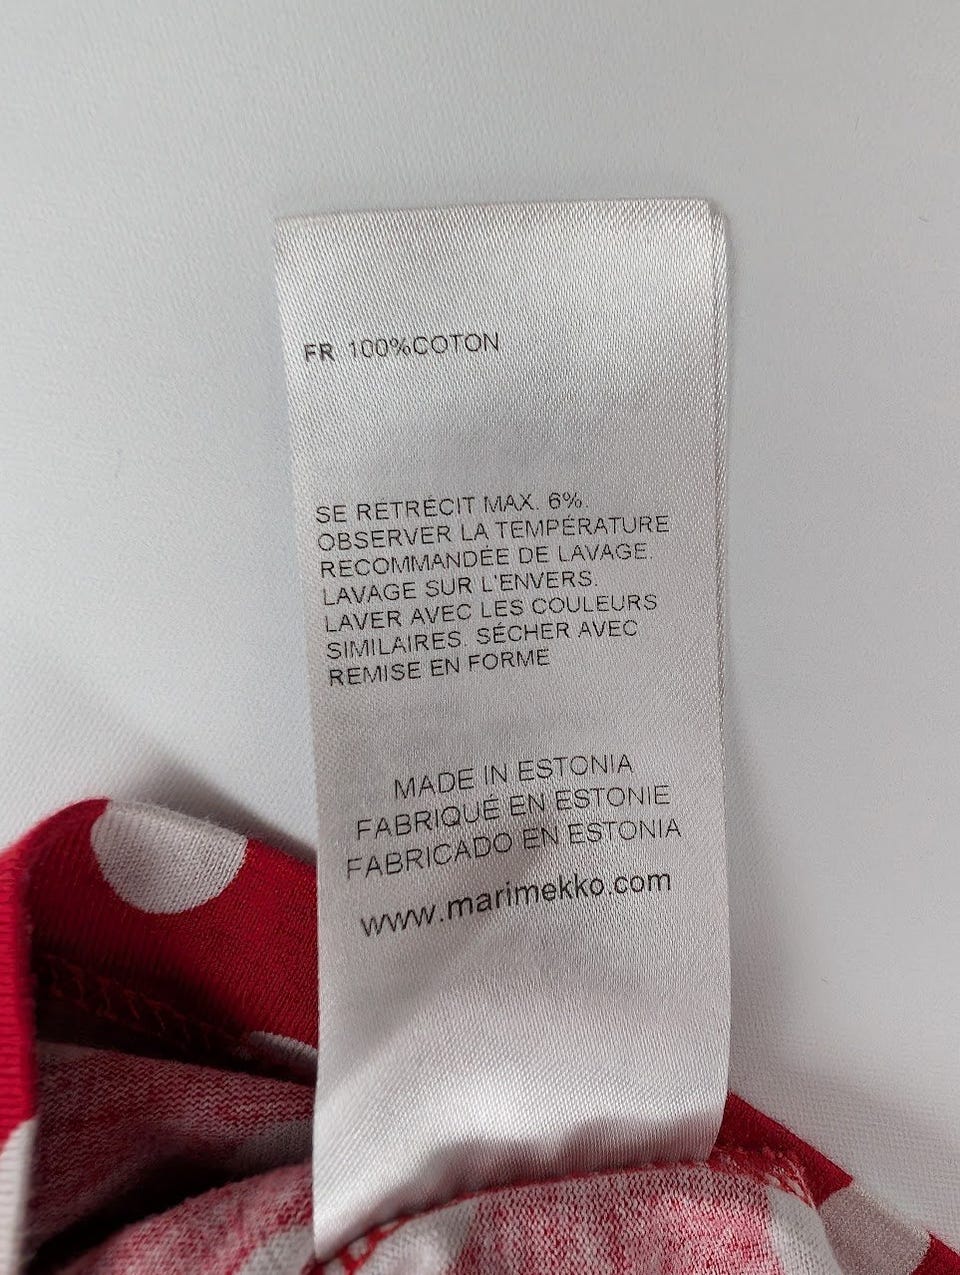 FR 100%COTON
SE RETRÉCIT MAX. 6%.
OBSERVER LA TEMPÉRATURE
RECOMMANDÉE DE LAVAGE.
LAVAGE SUR L'ENVERS.
LAVER AVEC LES COULEURS
SIMILAIRES. SÉCHER AVEC
REMISE EN FORME
MADE IN ESTONIA
FABRIQUÉ EN ESTONIE
FABRICADO EN ESTONIA
www.marimekko.com